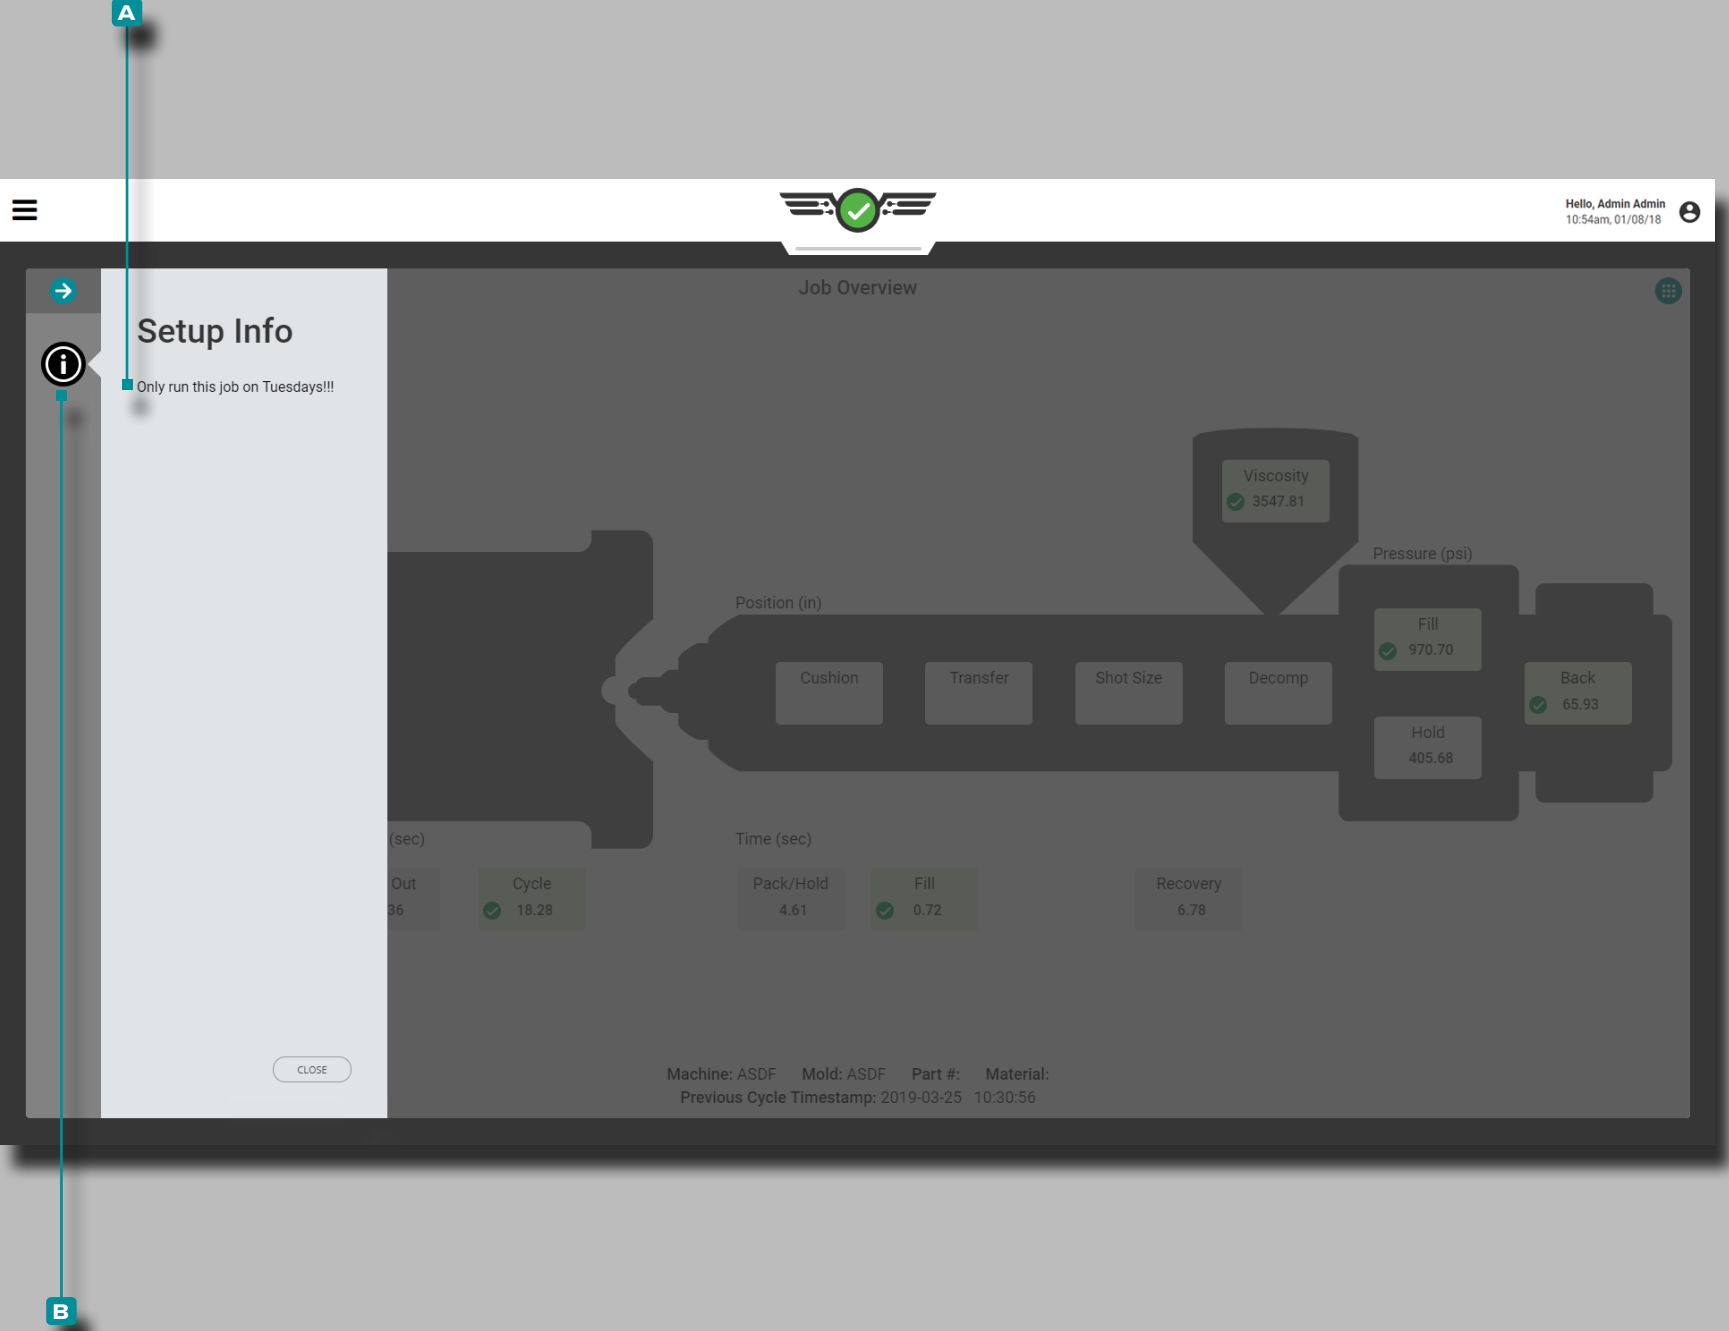 A
Hello, Admin Admin
10:54am, 01/08/18
Job Overview
Setup Info
Only run this job on Tuesdays!!!
Viscosity
3547.81
Pressure (psi)
Position (in)
Fill
970.70
Cushion
Transfer
Shot Size
Decomp
Back
65.93
Hold
405.68
(sec)
Time (sec)
Out
36
Cycle
18.28
Pack/Hold
4.61
Fill
0.72
Recovery
6.78
CLOSE
Machine: ASDF Mold: ASDF Part #: Material:
Previous Cycle Timestamp: 2019-03-25 10:30:56
B